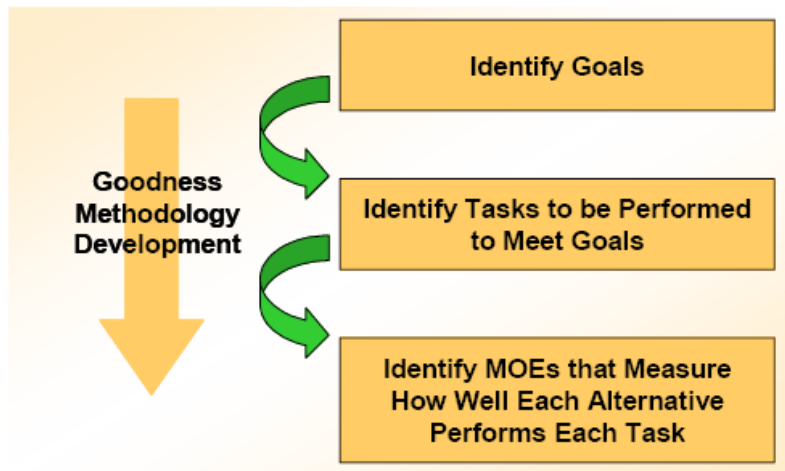 Identify Goals
Goodness
Methodology
Development
Identify Tasks to be Performed
to Meet Goals
Identify MOEs that Measure
How Well Each Alternative
Performs Each Task